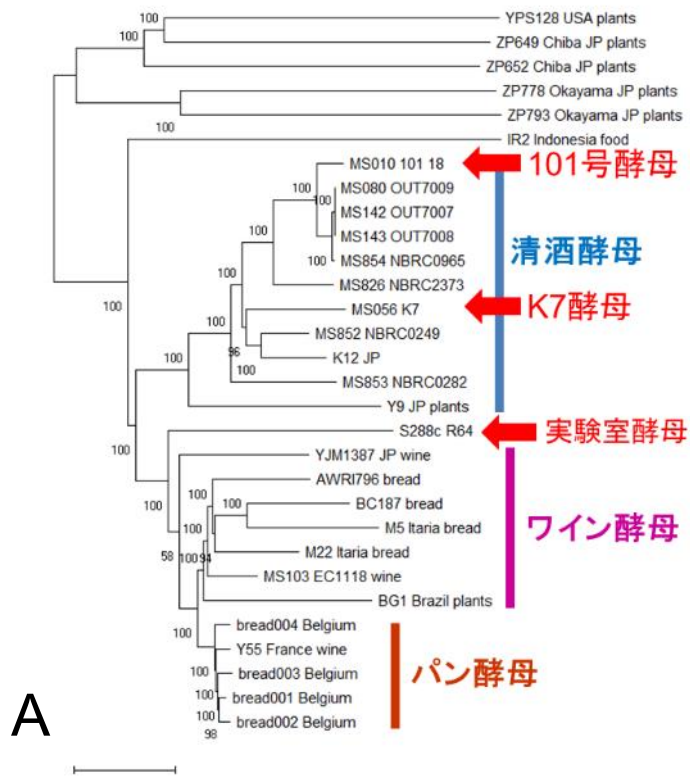 100
YPS128 USA plants
100
ZP649 Chiba JP plants
ZP652 Chiba JP plants
ZP778 Okayama JP plants
ZP793 Okayama JP plants
100
IR2 Indonesia food
MS010 101 18
101号酵母
100
100
MS080 OUT7009
MS142 OUT7007
100
MS143 OUT7008
清酒酵母
100
MS854 NBRC0965
100
MS826 NBRC2373
100
MS056 K7
K7酵母
100
MS852 NBRC0249
96
100
K12 JP
100
MS853 NBRC0282
Y9 JP plants
100
S288c R64
実験室酵母
YJM1387 JP wine
AWRI796 bread
100
100
BC187 bread
100
100
M5 Itaria bread
ワイン酵母
58
100
94
M22 Itaria bread
MS103 EC1118 wine
BG1 Brazil plants
bread004 Belgium
100
Y55 France wine
100
bread003 Belgium
パン酵母
100
bread001 Belgium
100
bread002 Belgium
98
A